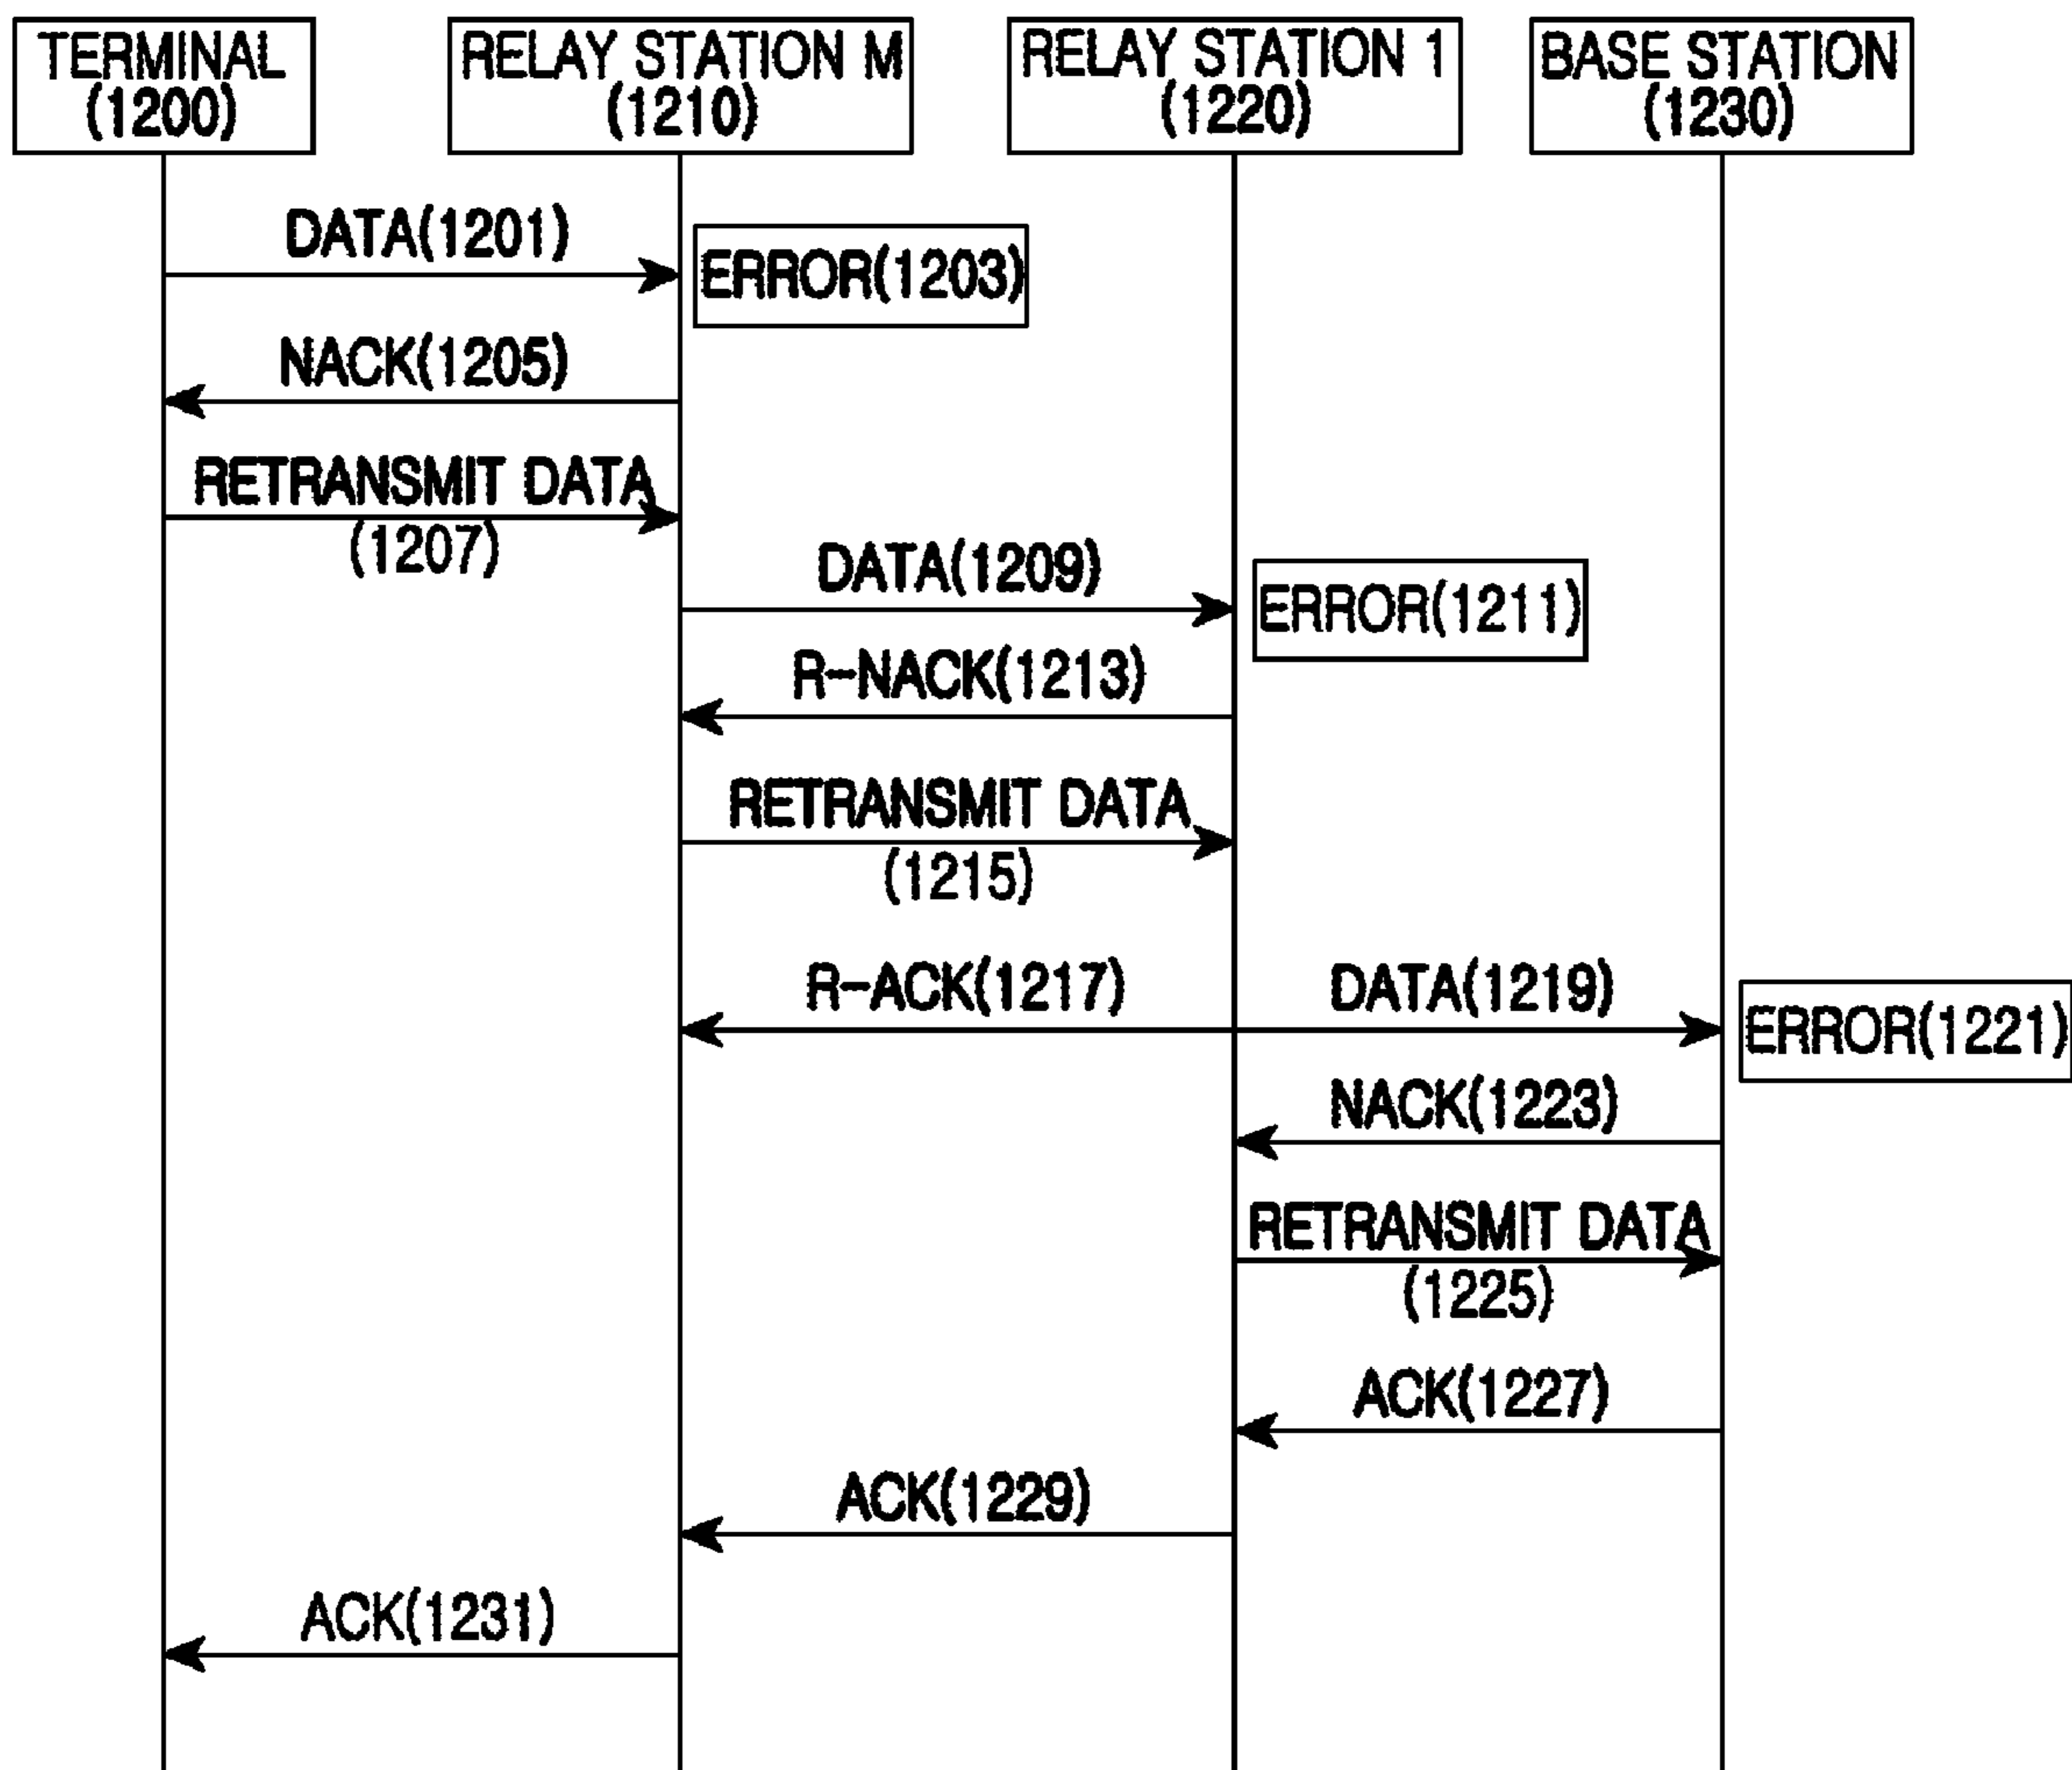 TERMINAL
(1200)
RELAY STATION M
(1210)
RELAY STATION 1
(1220)
BASE STATION
(1230)
DATA(1201)
ERROR(1203)
NACK(1205)
RETRANSMIT DATA
(1207)
DATA(1209)
ERROR(1211)
R-NACK(1213)
RETRANSMIT DATA
(1215)
R-ACK(1217)
DATA(1219)
ERROR(1221)
NACK(1223)
RETRANSMIT DATA
(1225)
ACK(1227)
ACK(1229)
ACK(1231)